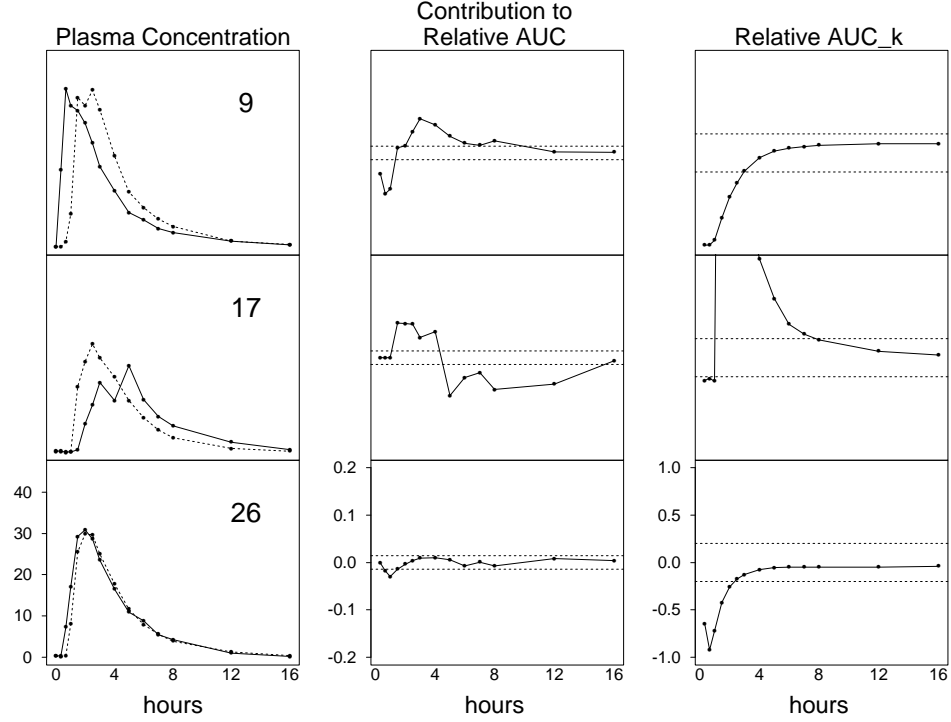 Contribution to
Plasma Concentration Relative AUC Relative AUC_k
9
17
26
40 0.2 1.0
30 0.1 0.5
20 0.0 0.0
10 -0.1 -0.5
0 -0.2 -1.0
0 4 8 12 16 0 4 8 12 16 0 4 8 12 16
hours hours hours